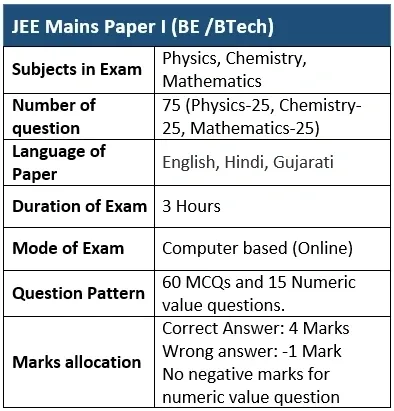 JEE Mains Paper I (BE /BTech)
Subjects in Exam
Physics, Chemistry,
Mathematics
Number of
question
75 (Physics-25, Chemistry-
25, Mathematics-25)
Language of
Paper
English, Hindi, Gujarati
Duration of Exam
3 Hours
Mode of Exam
Computer based (Online)
Question Pattern
60 MCQs and 15 Numeric
value questions.
Marks allocation
Correct Answer: 4 Marks
Wrong answer: -1 Mark
No negative marks for
numeric value question